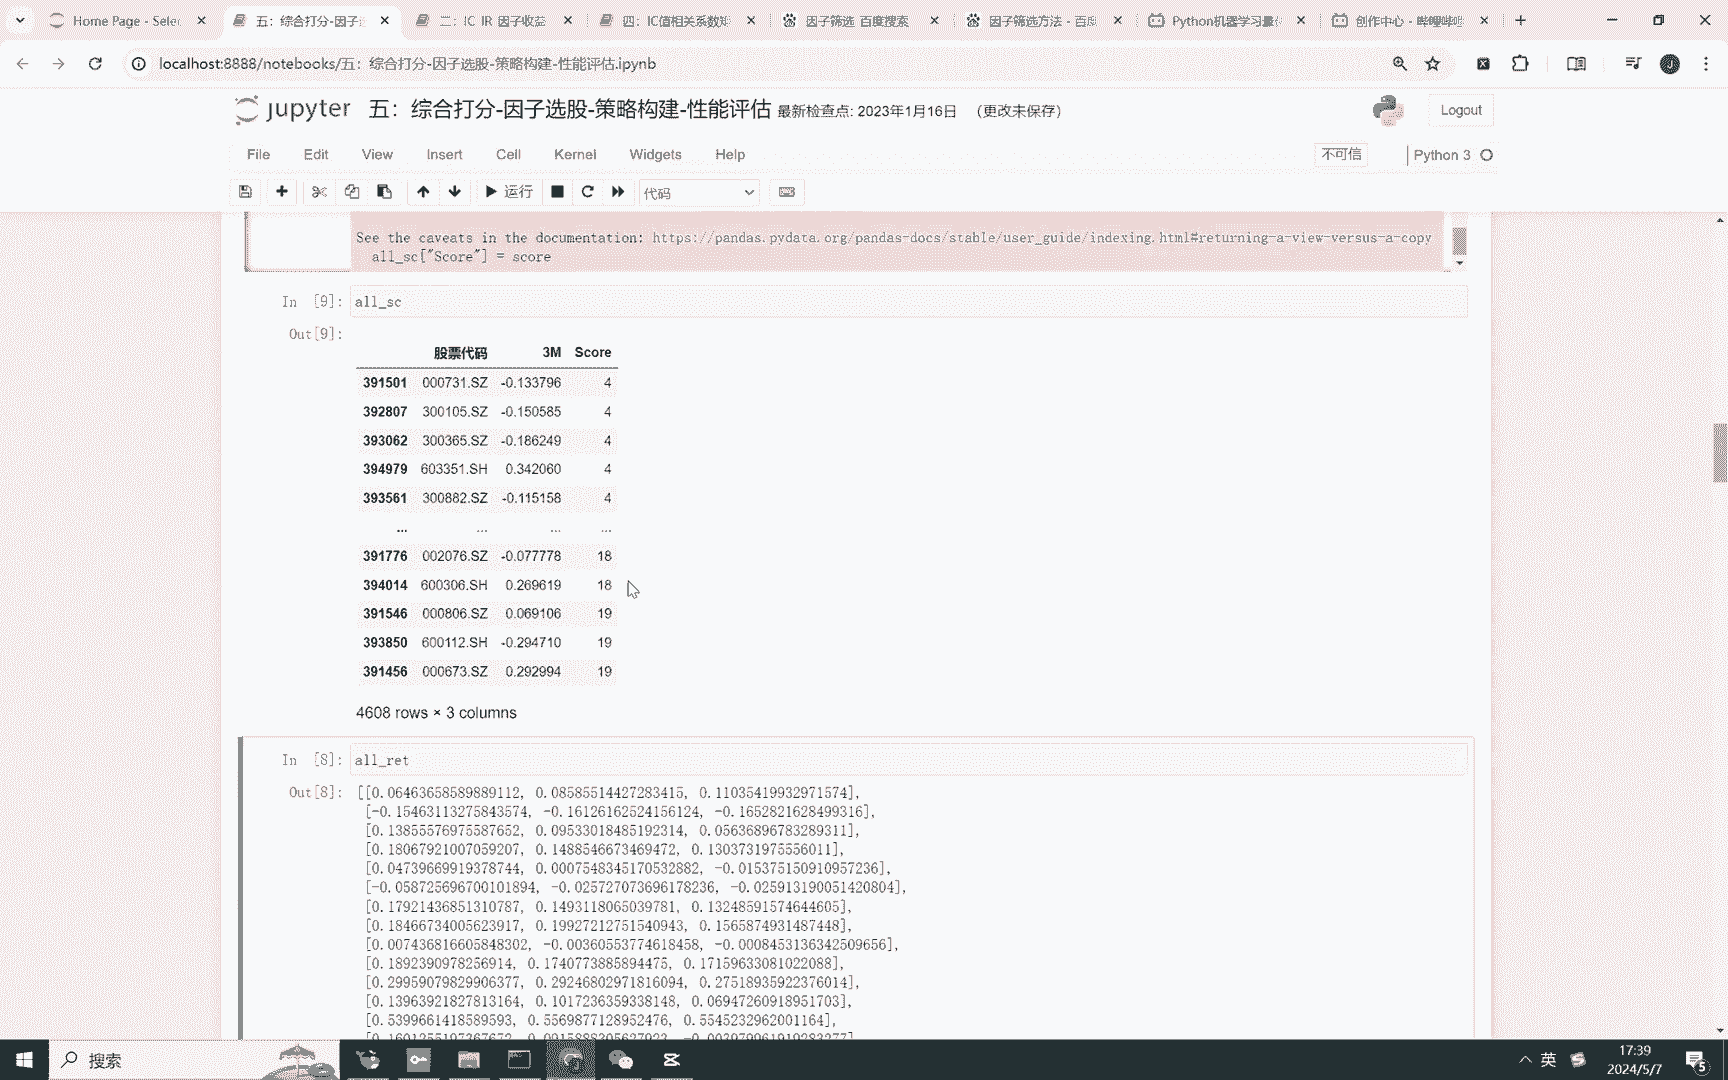 Home Page - Selec
五：综合打分-因子选
二：IC IR 因子收益
四：IC值相关系数矩
因子筛选_百度搜索
因子筛选方法 - 百度
Python机器学习量化
创作中心 - 哔哩哔哩
localhost:8888/notebooks/五：综合打分-因子选股-策略构建-性能评估.ipynb
jupyter 五：综合打分-因子选股-策略构建-性能评估 最新检查点: 2023年1月16日 （更改未保存）
Logout
File Edit View Insert Cell Kernel Widgets Help
不可信 Python 3
运行 代码
See the caveats in the documentation: https://pandas.pydata.org/pandas-docs/stable/user_guide/indexing.html#returning-a-view-versus-a-copy
all_sc["Score"] = score
In [9]: all_sc
Out[9]:
股票代码 3M Score
391501 000731.SZ -0.133796 4
392807 300105.SZ -0.150585 4
393062 300365.SZ -0.186249 4
394979 603351.SH 0.342060 4
393561 300882.SZ -0.115158 4
... ... ... ...
391776 002076.SZ -0.077778 18
394014 600306.SH 0.269619 18
391546 000806.SZ 0.069106 19
393850 600112.SH -0.294710 19
391456 000673.SZ 0.292994 19
4608 rows × 3 columns
In [8]: all_ret
Out[8]: [[0.06463658589889112, 0.08585514427283415, 0.11035419932971574],
[-0.15463113275843574, -0.16126162524156124, -0.1652821628499316],
[0.13855576975587652, 0.09533018485192314, 0.05636896783289311],
[0.18067921007059207, 0.1488546673469472, 0.1303731975556011],
[0.04739669919378744, 0.0007548345170532882, -0.015375150910957236],
[-0.058725696700101894, -0.025727073696178236, -0.025913190051420804],
[0.17921436851310787, 0.1493118065039781, 0.13248591574644605],
[0.18466734005623917, 0.19927212751540943, 0.1565874931487448],
[0.007436816605848302, -0.00360553774618458, -0.0008453136342509656],
[0.1892390978256914, 0.1740773885894475, 0.17159633081022088],
[0.29959079829906377, 0.29246802971816094, 0.27518935922376014],
[0.13963921827813164, 0.1017236359338148, 0.06947260918951703],
[0.5399661418589593, 0.5569877128952476, 0.5545232962001164],
搜索
英
17:39
2024/5/7
5